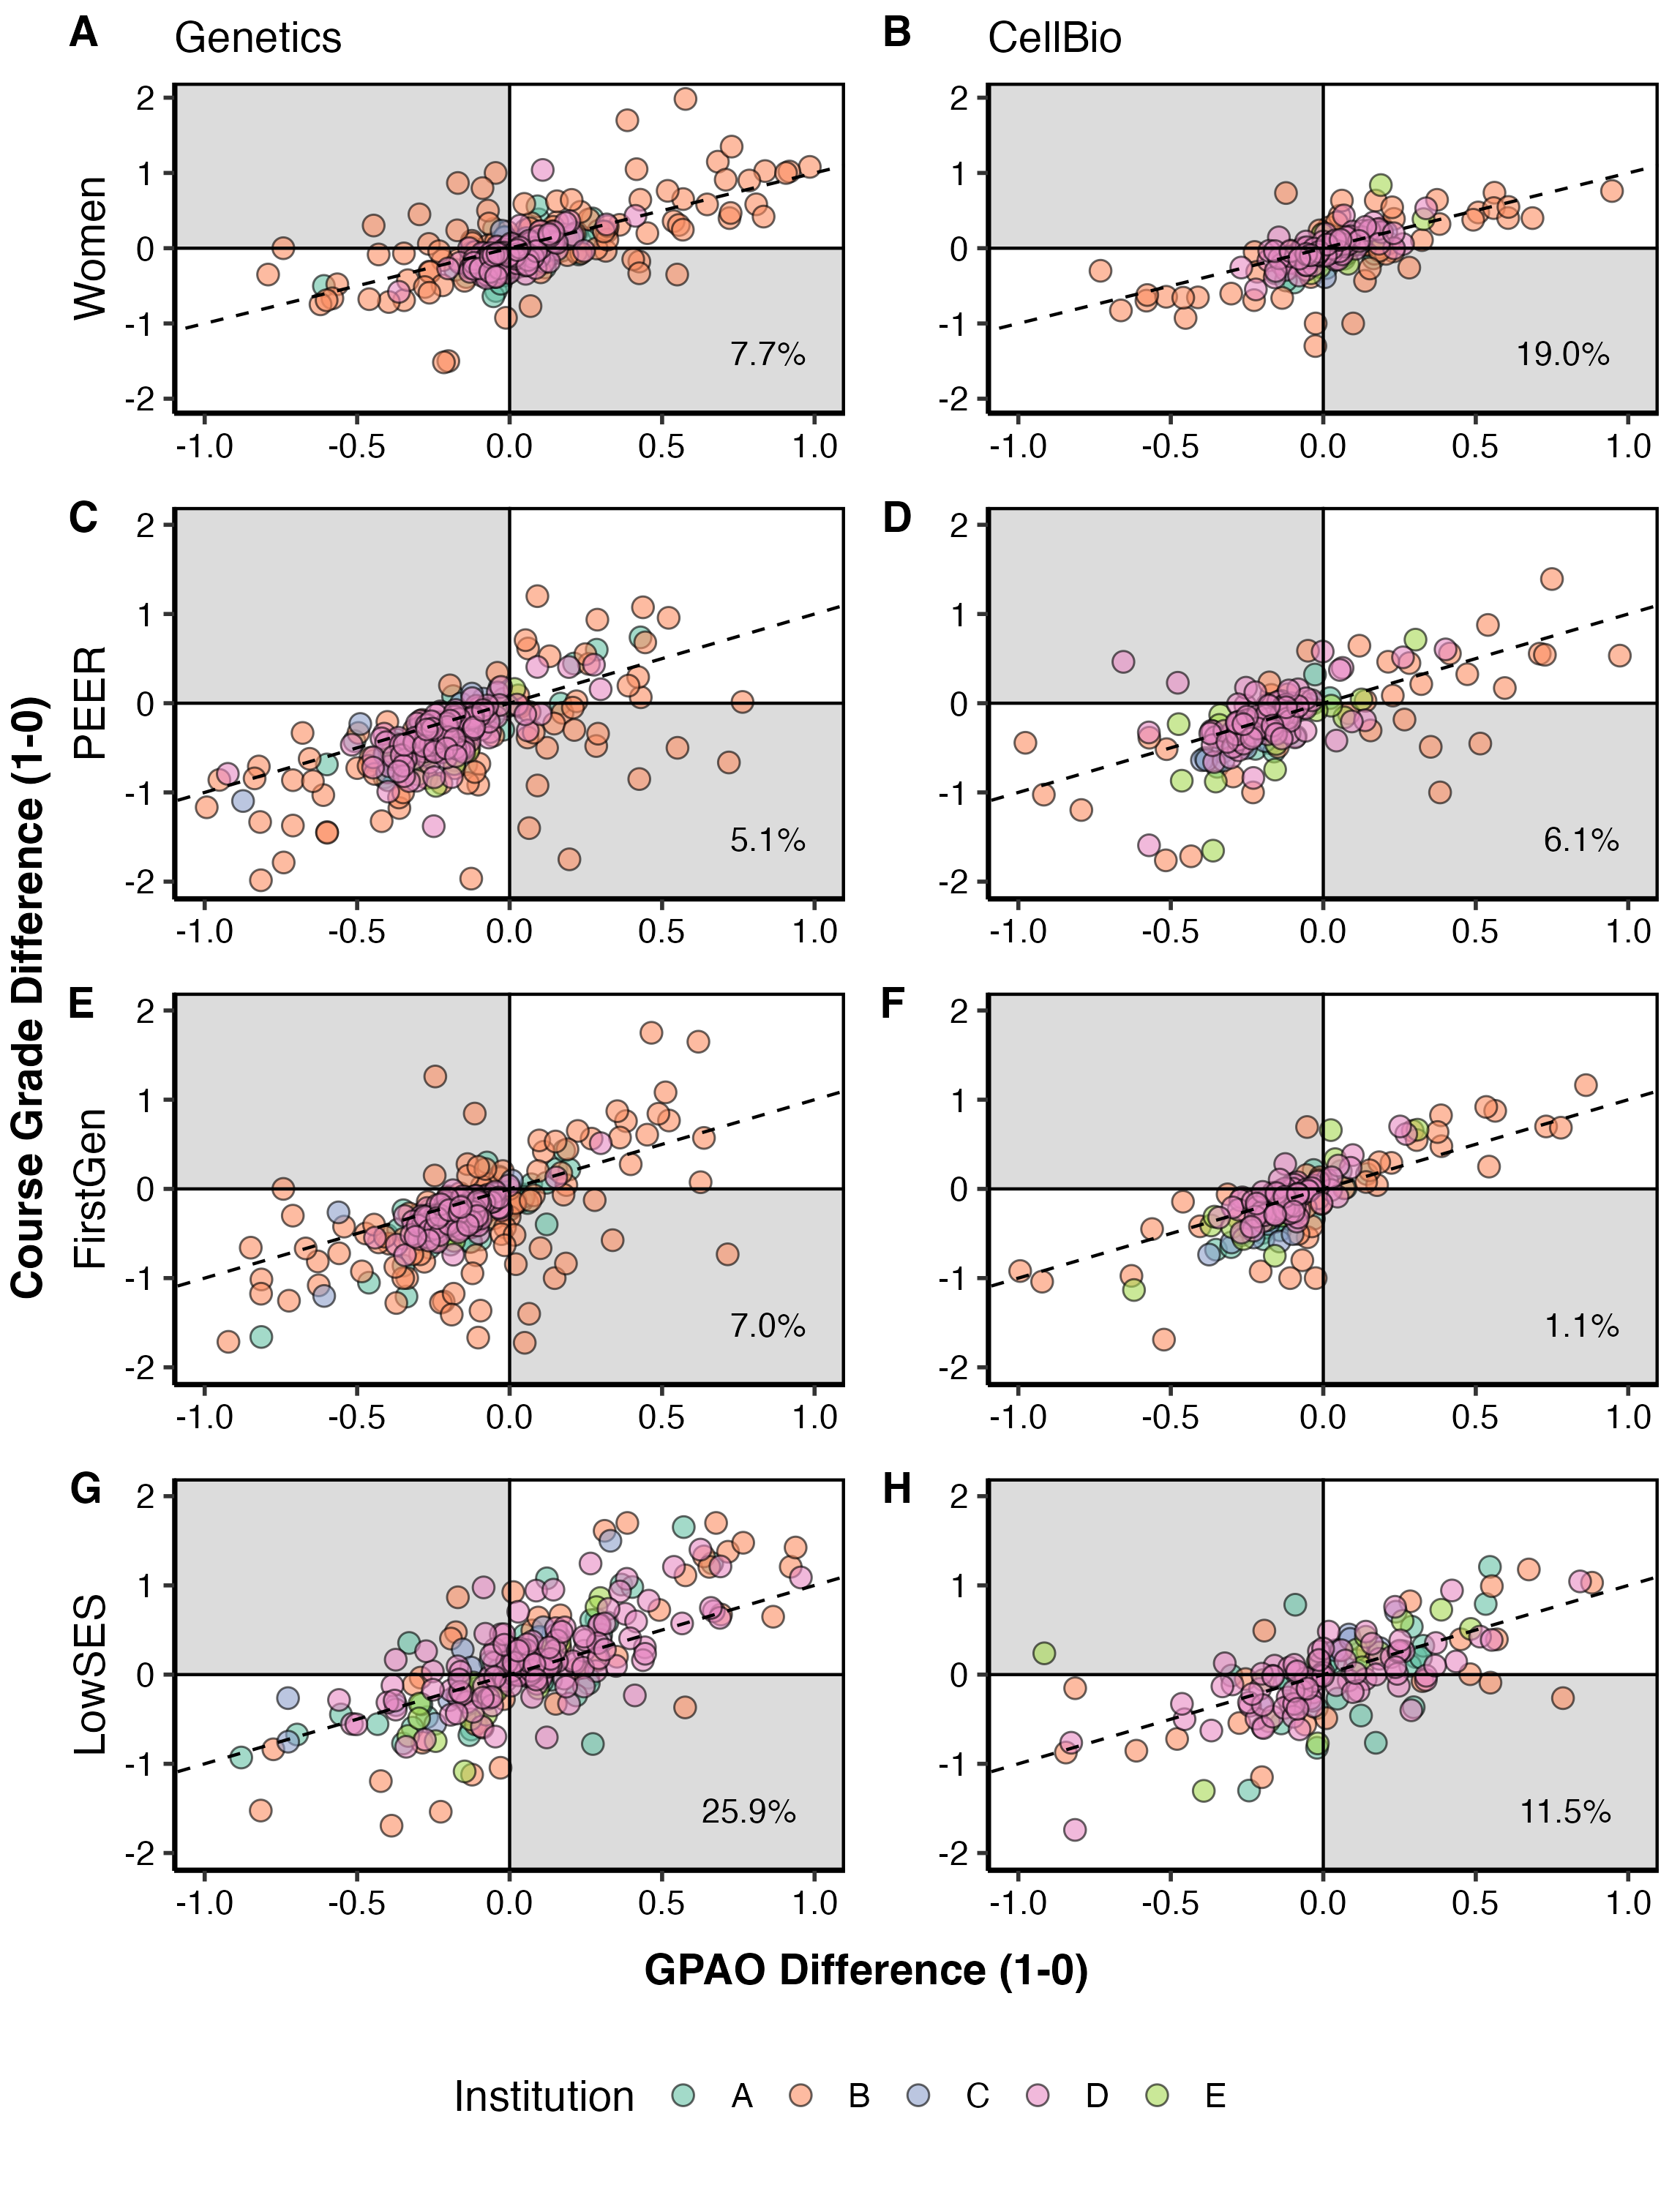 A Genetics B CellBio
Women
2
1
0
-1
-2
7.7%
-1.0 -0.5 0.0 0.5 1.0
2
1
0
-1
-2
19.0%
-1.0 -0.5 0.0 0.5 1.0
C
PEER
2
1
0
-1
-2
5.1%
-1.0 -0.5 0.0 0.5 1.0
D
2
1
0
-1
-2
6.1%
-1.0 -0.5 0.0 0.5 1.0
Course Grade Difference (1-0)
E
FirstGen
2
1
0
-1
-2
7.0%
-1.0 -0.5 0.0 0.5 1.0
F
2
1
0
-1
-2
1.1%
-1.0 -0.5 0.0 0.5 1.0
G
LowSES
2
1
0
-1
-2
25.9%
-1.0 -0.5 0.0 0.5 1.0
H
2
1
0
-1
-2
11.5%
-1.0 -0.5 0.0 0.5 1.0
GPAO Difference (1-0)
Institution A B C D E